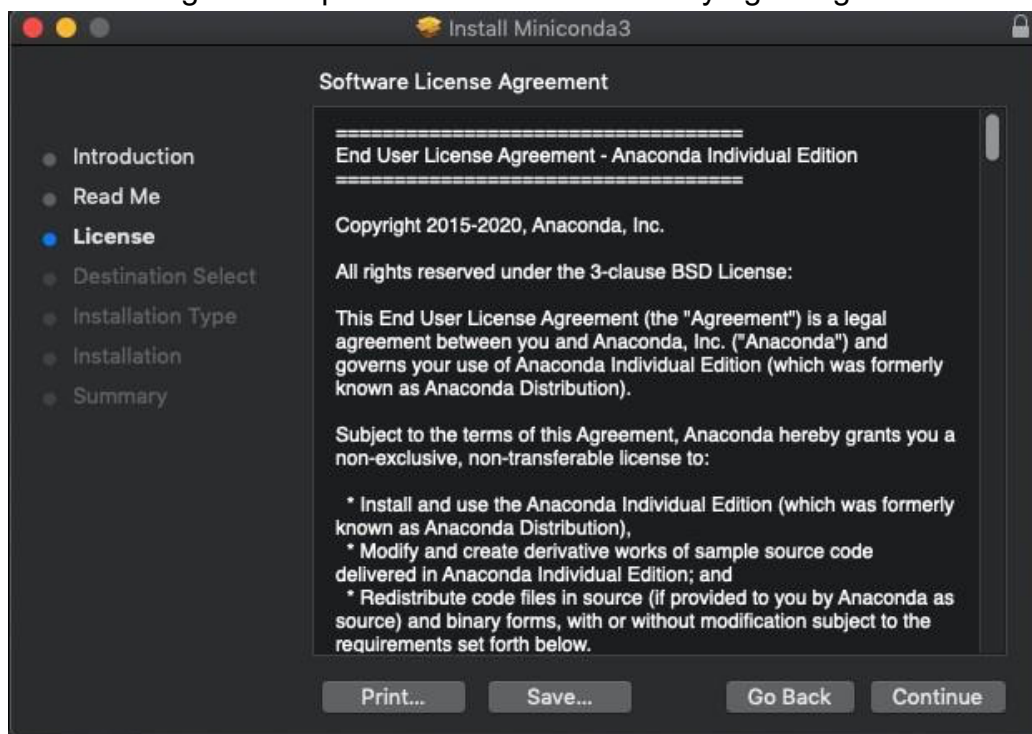 Install Miniconda3
Software License Agreement
Introduction
Read Me
License
Destination Select
Installation Type
Installation
Summary
===================================
End User License Agreement - Anaconda Individual Edition
===================================
Copyright 2015-2020, Anaconda, Inc.
All rights reserved under the 3-clause BSD License:
This End User License Agreement (the "Agreement") is a legal
agreement between you and Anaconda, Inc. ("Anaconda") and
governs your use of Anaconda Individual Edition (which was formerly
known as Anaconda Distribution).
Subject to the terms of this Agreement, Anaconda hereby grants you a
non-exclusive, non-transferable license to:
* Install and use the Anaconda Individual Edition (which was formerly
known as Anaconda Distribution),
* Modify and create derivative works of sample source code
delivered in Anaconda Individual Edition; and
* Redistribute code files in source (if provided to you by Anaconda as
source) and binary forms, with or without modification subject to the
requirements set forth below.
Print... Save... Go Back Continue